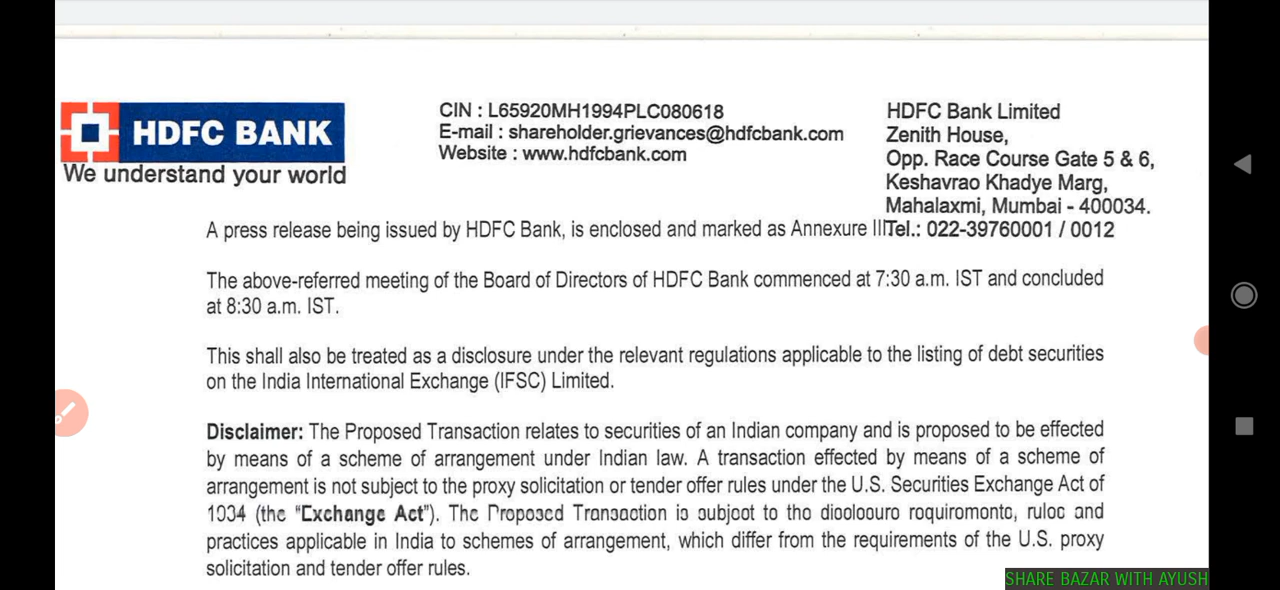 HDFC BANK
We understand your world
CIN : L65920MH1994PLC080618
E-mail : shareholder.grievances@hdfcbank.com
Website : www.hdfcbank.com
HDFC Bank Limited
Zenith House,
Opp. Race Course Gate 5 & 6,
Keshavrao Khadye Marg,
Mahalaxmi, Mumbai - 400034.
Tel.: 022-39760001 / 0012
A press release being issued by HDFC Bank, is enclosed and marked as Annexure III
The above-referred meeting of the Board of Directors of HDFC Bank commenced at 7:30 a.m. IST and concluded
at 8:30 a.m. IST.
This shall also be treated as a disclosure under the relevant regulations applicable to the listing of debt securities
on the India International Exchange (IFSC) Limited.
Disclaimer: The Proposed Transaction relates to securities of an Indian company and is proposed to be effected
by means of a scheme of arrangement under Indian law. A transaction effected by means of a scheme of
arrangement is not subject to the proxy solicitation or tender offer rules under the U.S. Securities Exchange Act of
1934 (the “Exchange Act”). The Proposed Transaction is subject to the disclosure requirements, rules and
practices applicable in India to schemes of arrangement, which differ from the requirements of the U.S. proxy
solicitation and tender offer rules.
SHARE BAZAR WITH AYUSH